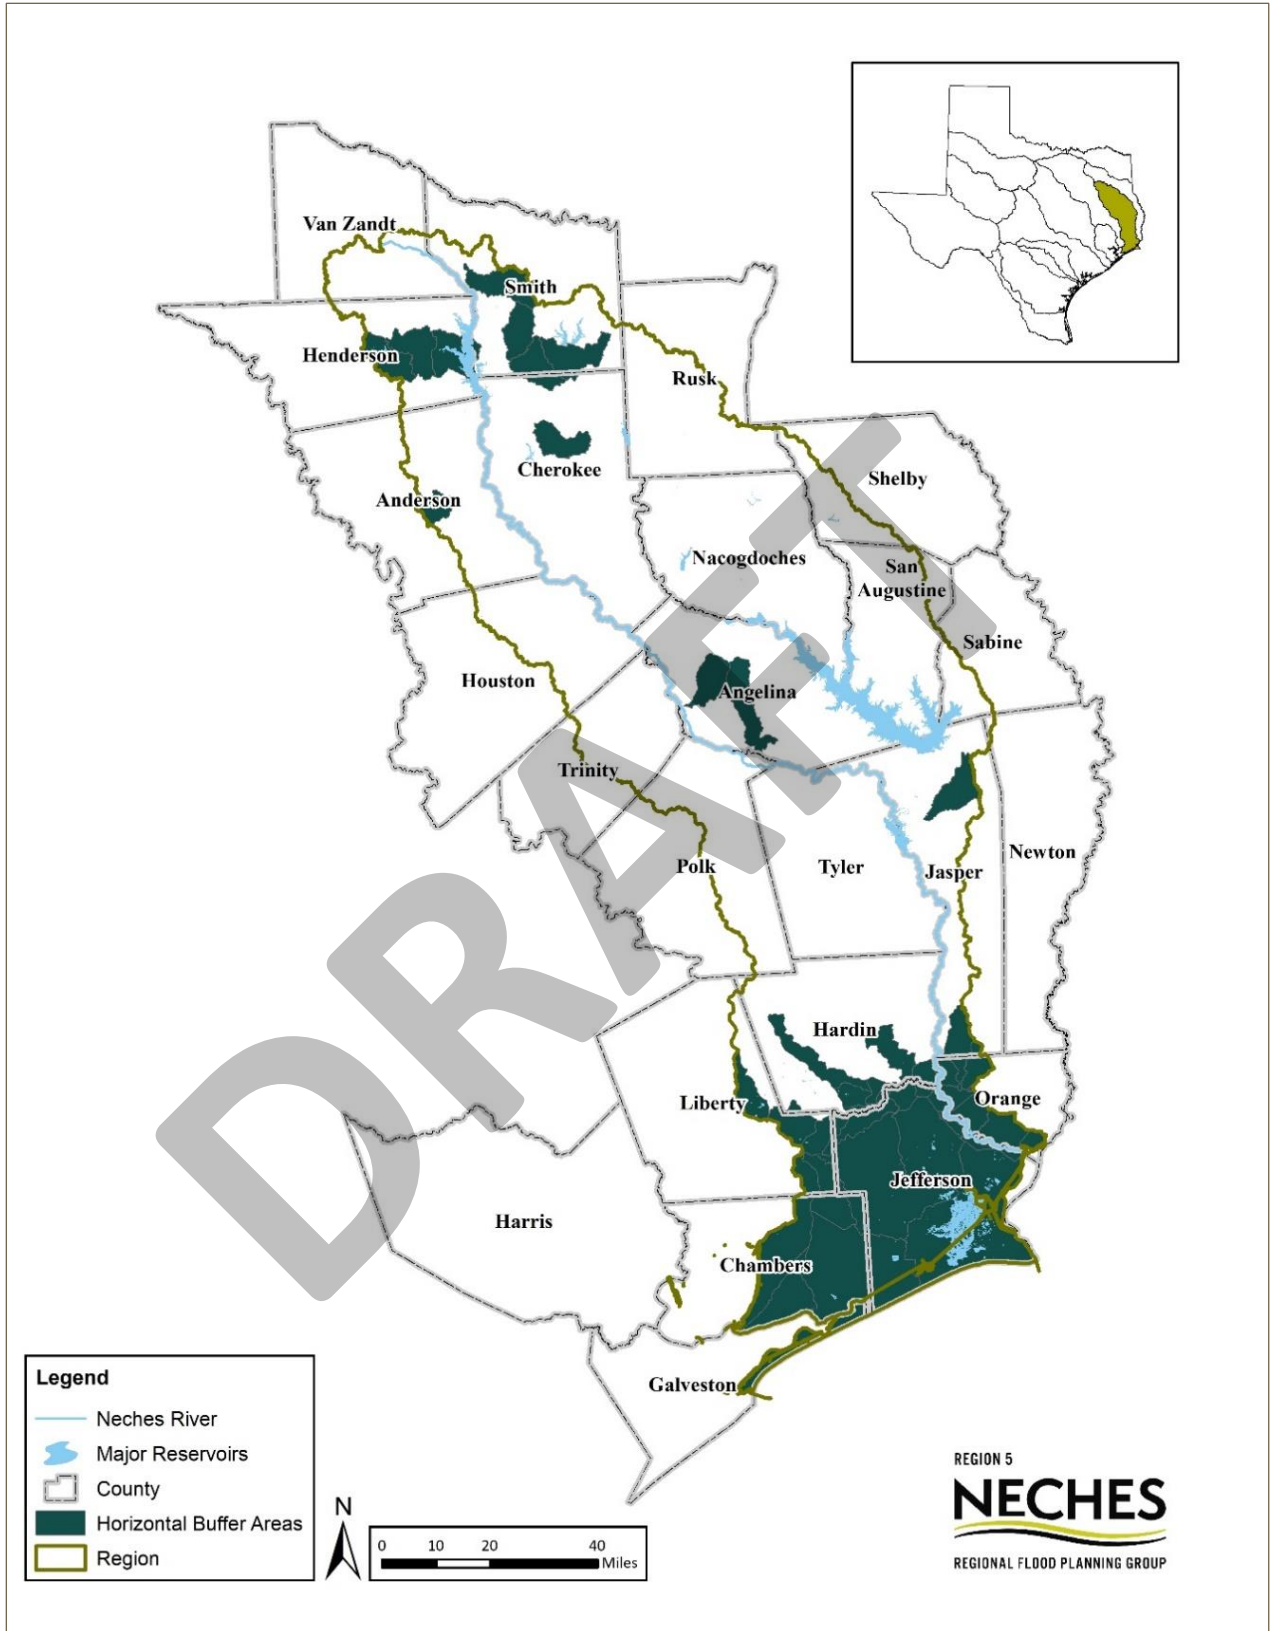 Van Zandt
Smith
Henderson
Rusk
Cherokee
Shelby
Anderson
Nacogdoches
San
Augustine
Sabine
Houston
Angelina
Trinity
Newton
Polk
Tyler
Jasper
Hardin
Liberty
Orange
Jefferson
Harris
Chambers
Galveston
DRAFT
Legend
Neches River
Major Reservoirs
County
Horizontal Buffer Areas
Region
N
0 10 20 40
Miles
REGION 5
NECHES
REGIONAL FLOOD PLANNING GROUP